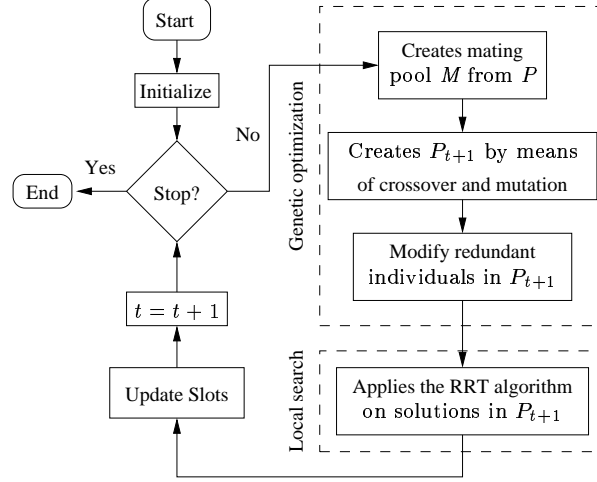 Start
Initialize
Stop?
Yes
End
No
Genetic optimization
Creates mating
pool M from P
Creates P_{t+1} by means
of crossover and mutation
Modify redundant
individuals in P_{t+1}
Local search
Applies the RRT algorithm
on solutions in P_{t+1}
Update Slots
t = t + 1